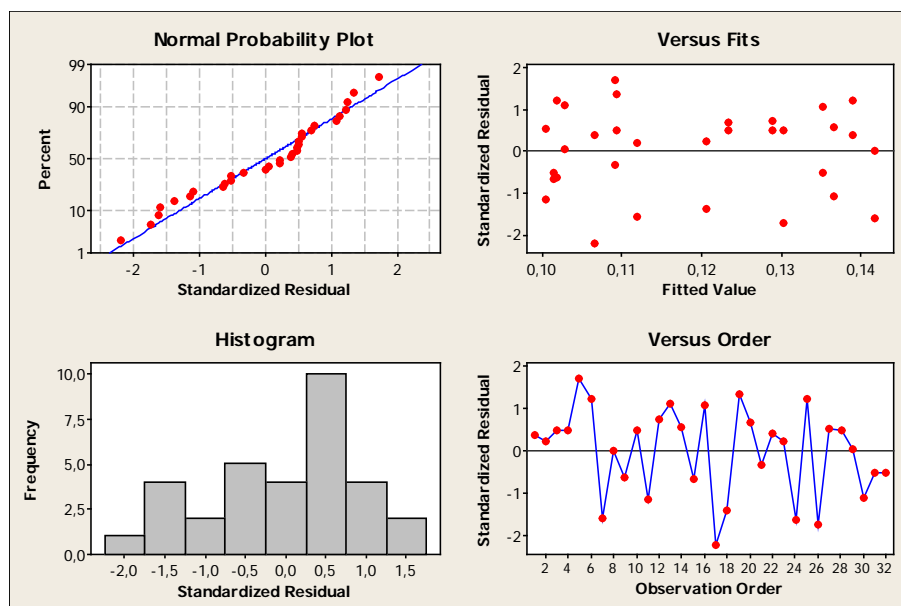 Normal Probability Plot
99
90
50
10
1
Percent
-2 -1 0 1 2
Standardized Residual
Versus Fits
2
1
0
-1
-2
Standardized Residual
0,10 0,11 0,12 0,13 0,14
Fitted Value
Histogram
10,0
7,5
5,0
2,5
0,0
Frequency
-2,0 -1,5 -1,0 -0,5 0,0 0,5 1,0 1,5
Standardized Residual
Versus Order
2
1
0
-1
-2
Standardized Residual
2 4 6 8 10 12 14 16 18 20 22 24 26 28 30 32
Observation Order